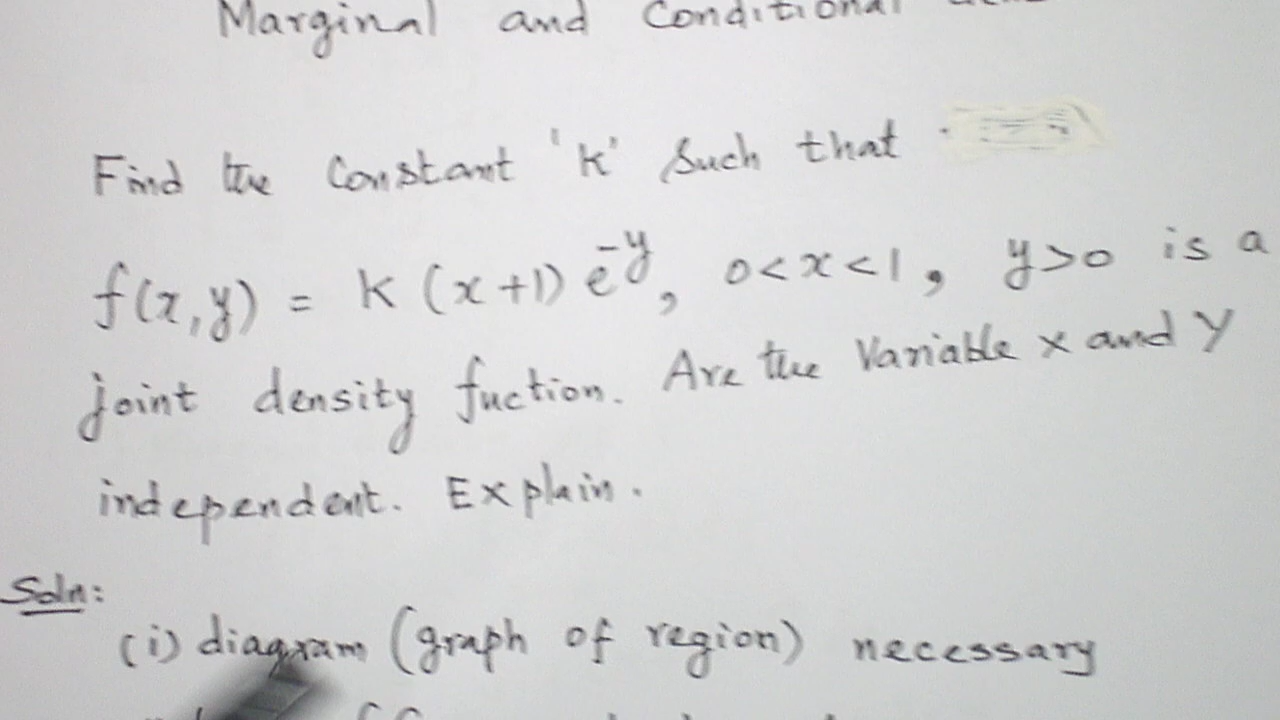 Marginal and Conditional
Find the Constant 'K' Such that
f(x,y) = K (x+1) e^{-y}, 0<x<1, y>0 is a
joint density fuction. Are the Variable x and y
independent. Explain.
Soln:
(i) diagram (graph of region) necessary